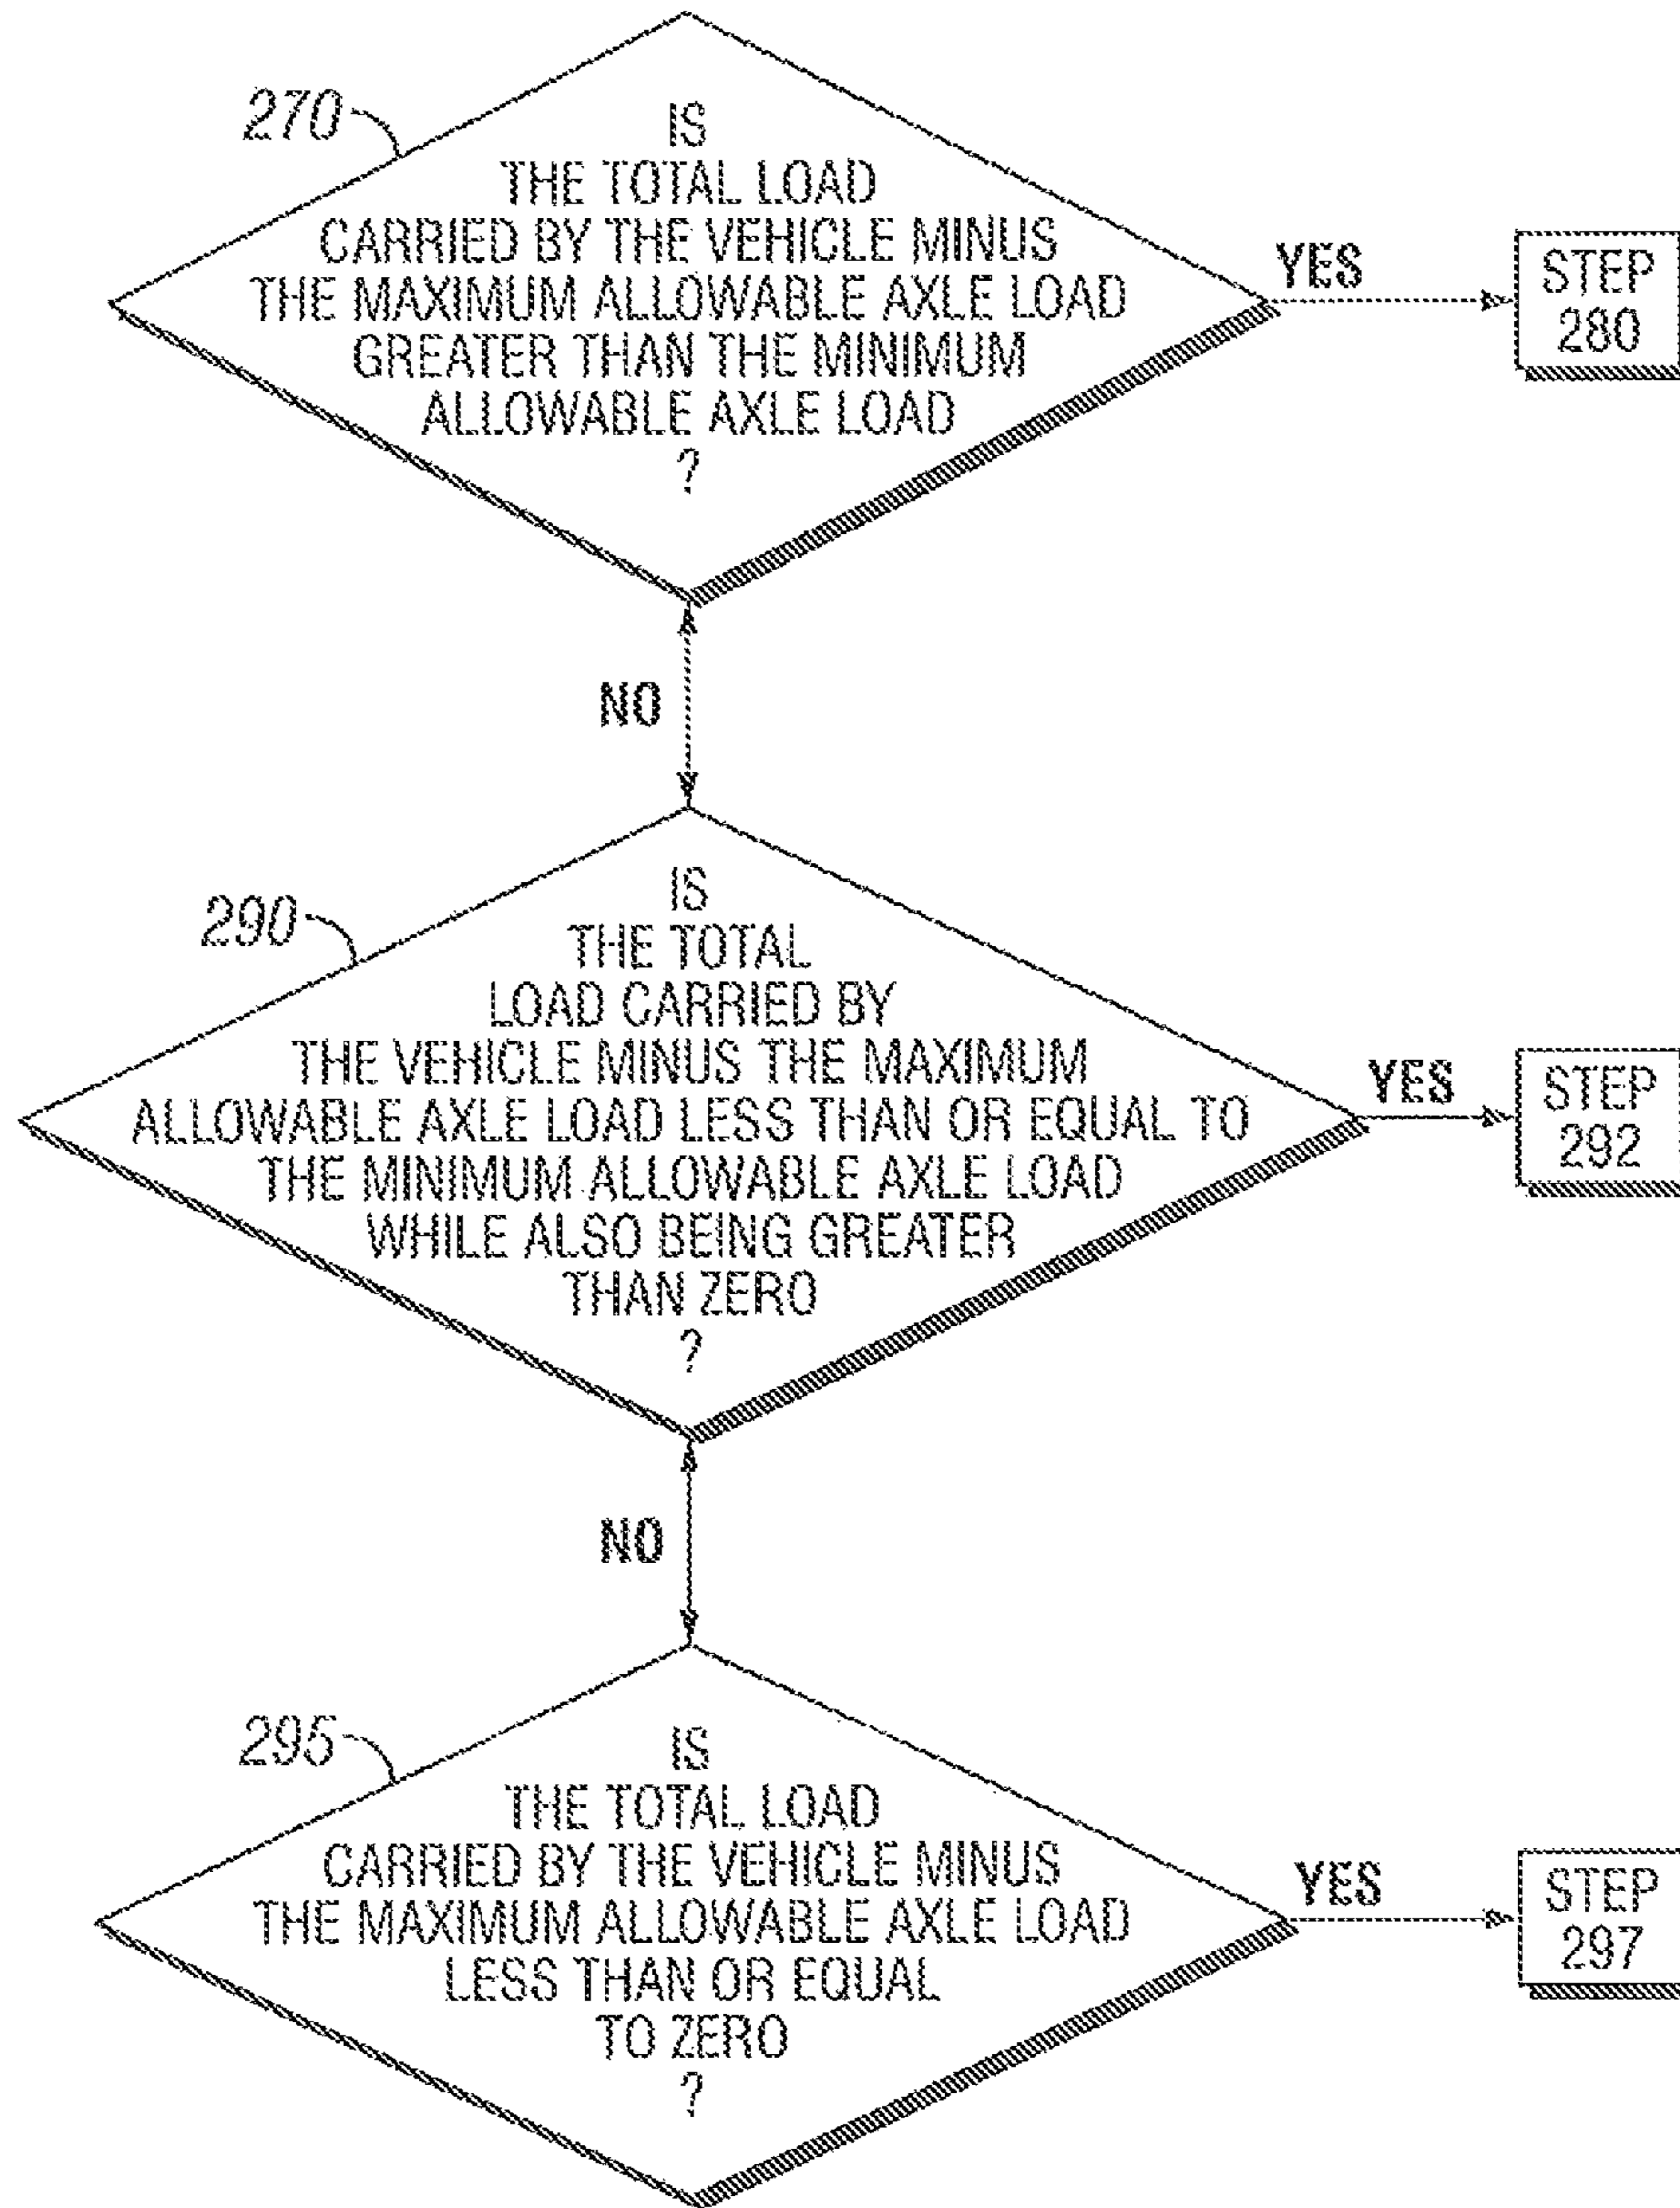 270
IS
THE TOTAL LOAD
CARRIED BY THE VEHICLE MINUS
THE MAXIMUM ALLOWABLE AXLE LOAD
GREATER THAN THE MINIMUM
ALLOWABLE AXLE LOAD
?
YES
STEP
280
NO
290
IS
THE TOTAL
LOAD CARRIED BY
THE VEHICLE MINUS THE MAXIMUM
ALLOWABLE AXLE LOAD LESS THAN OR EQUAL TO
THE MINIMUM ALLOWABLE AXLE LOAD
WHILE ALSO BEING GREATER
THAN ZERO
?
YES
STEP
292
NO
295
IS
THE TOTAL LOAD
CARRIED BY THE VEHICLE MINUS
THE MAXIMUM ALLOWABLE AXLE LOAD
LESS THAN OR EQUAL
TO ZERO
?
YES
STEP
297